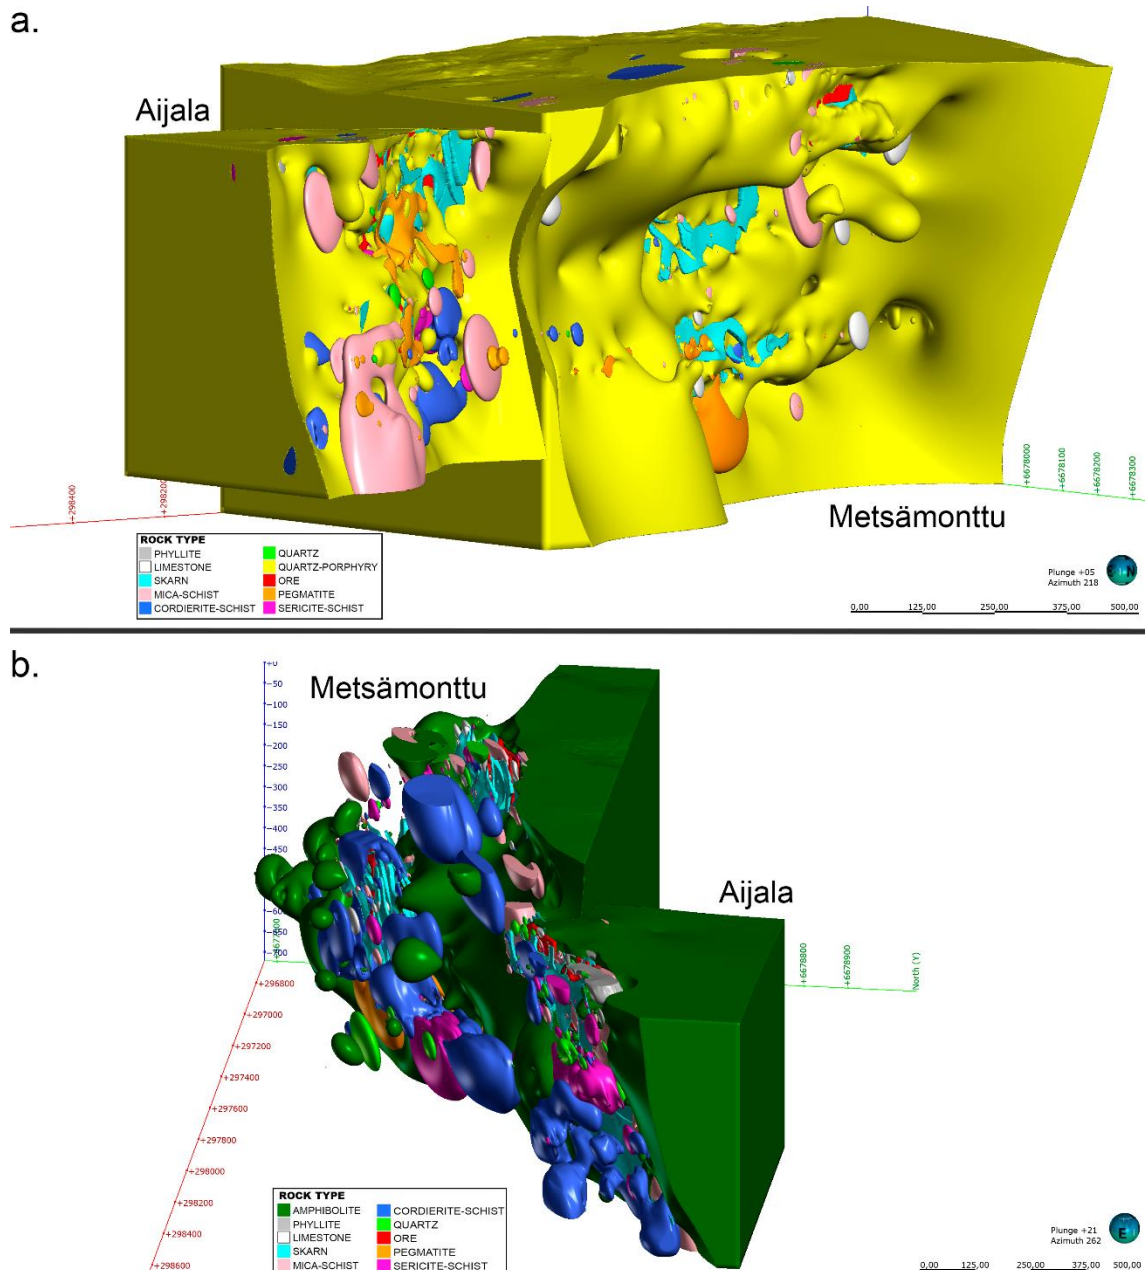 a.
Aijala
+298400
+298200
Metsämonttu
+6678000
+6678100
+6678200
+6678300
ROCK TYPE
PHYLLITE
QUARTZ
LIMESTONE
QUARTZ-PORPHYRY
SKARN
ORE
MICA-SCHIST
PEGMATITE
CORDIERITE-SCHIST
SERICITE-SCHIST
Plunge +05
Azimuth 218
N
0,00 125,00 250,00 375,00 500,00
b.
Metsämonttu
+0
-50
-100
-150
-200
-250
-300
-350
-400
-450
-650
Aijala
+6678800
+6678900
North (Y)
+296800
+297000
+297200
+297400
+297600
+297800
+298000
+298200
+298400
+298600
ROCK TYPE
AMPHIBOLITE
CORDIERITE-SCHIST
PHYLLITE
QUARTZ
LIMESTONE
ORE
SKARN
PEGMATITE
MICA-SCHIST
SERICITE-SCHIST
Plunge +21
Azimuth 262
E
0,00 125,00 250,00 375,00 500,00